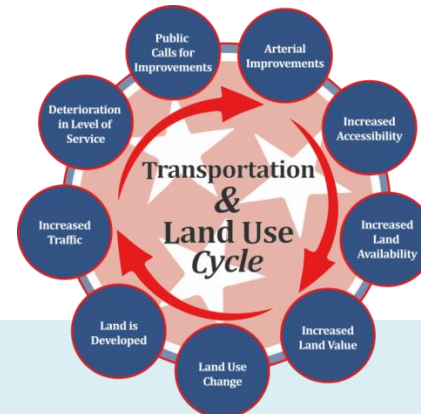 Transportation
&
Land Use
Cycle
Public
Calls for
Improvements
Arterial
Improvements
Increased
Accessibility
Increased
Land
Availability
Increased
Land Value
Land Use
Change
Land is
Developed
Increased
Traffic
Deterioration
in Level of
Service